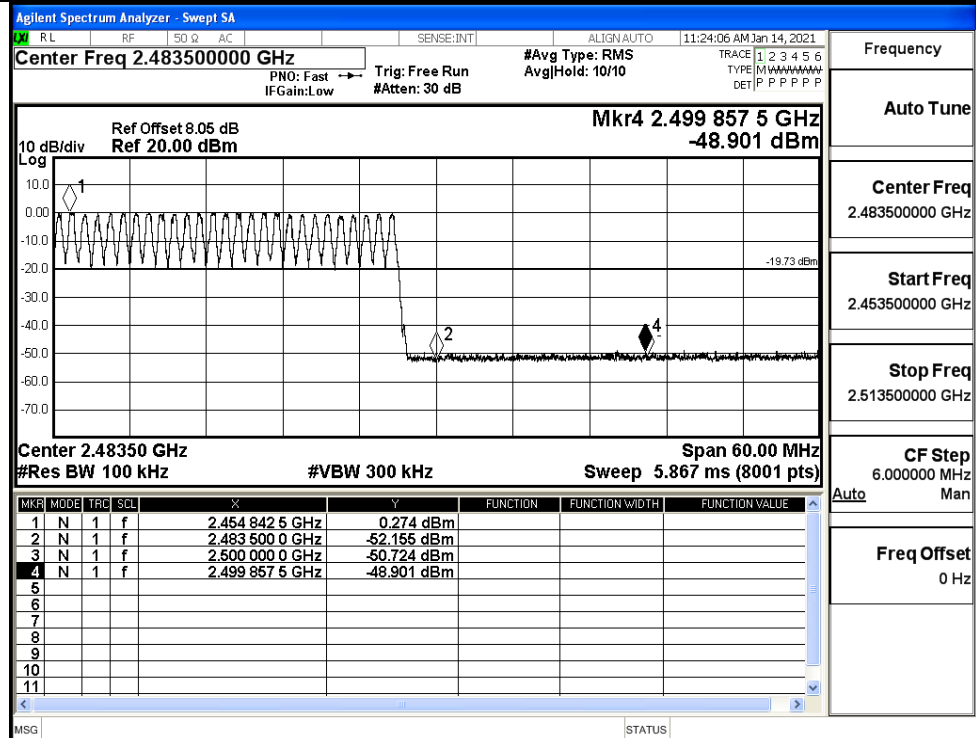 Agilent Spectrum Analyzer - Swept SA
LXI RL RF 50 Ω AC SENSE:INT ALIGNAUTO 11:24:06 AM Jan 14, 2021
Center Freq 2.483500000 GHz
PNO: Fast
IFGain:Low
Trig: Free Run
#Atten: 30 dB
#Avg Type: RMS
Avg|Hold: 10/10
TRACE 1 2 3 4 5 6
TYPE M WWWWW
DET P P P P P P
Ref Offset 8.05 dB
Ref 20.00 dBm
10 dB/div
Log
Mkr4 2.499 857 5 GHz
-48.901 dBm
10.0
0.00
-10.0
-20.0
-30.0
-40.0
-50.0
-60.0
-70.0
1
-19.73 dBm
2
4
Center 2.48350 GHz Span 60.00 MHz
#Res BW 100 kHz #VBW 300 kHz Sweep 5.867 ms (8001 pts)
MKR MODE TRC SCL X Y FUNCTION FUNCTION WIDTH FUNCTION VALUE
1 N 1 f 2.454 842 5 GHz 0.274 dBm
2 N 1 f 2.483 500 0 GHz -52.155 dBm
3 N 1 f 2.500 000 0 GHz -50.724 dBm
4 N 1 f 2.499 857 5 GHz -48.901 dBm
5
6
7
8
9
10
11
MSG STATUS
Frequency
Auto Tune
Center Freq
2.483500000 GHz
Start Freq
2.453500000 GHz
Stop Freq
2.513500000 GHz
CF Step
6.000000 MHz
Auto Man
Freq Offset
0 Hz